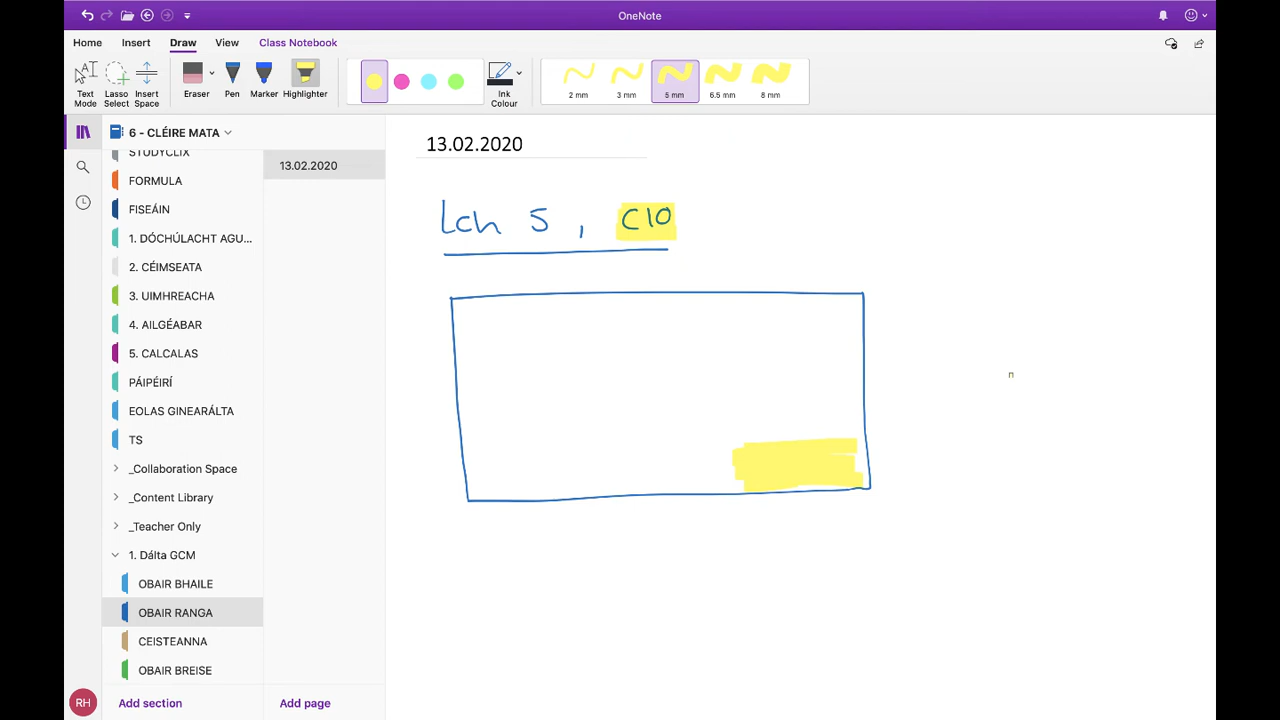 OneNote
Home Insert Draw View Class Notebook
Text Mode
Lasso Select
Insert Space
Eraser
Pen
Marker
Highlighter
Ink Colour
2 mm
3 mm
5 mm
6.5 mm
8 mm
6 - CLÉIRE MATA
STUDYCLIX
FORMULA
FISEÁIN
1. DÓCHÚLACHT AGU...
2. CÉIMSEATA
3. UIMHREACHA
4. AILGÉABAR
5. CALCALAS
PÁIPÉIRÍ
EOLAS GINEARÁLTA
TS
_Collaboration Space
_Content Library
_Teacher Only
1. Dálta GCM
OBAIR BHAILE
OBAIR RANGA
CEISTEANNA
OBAIR BREISE
RH
Add section
13.02.2020
Add page
13.02.2020
Lch 5 , C10